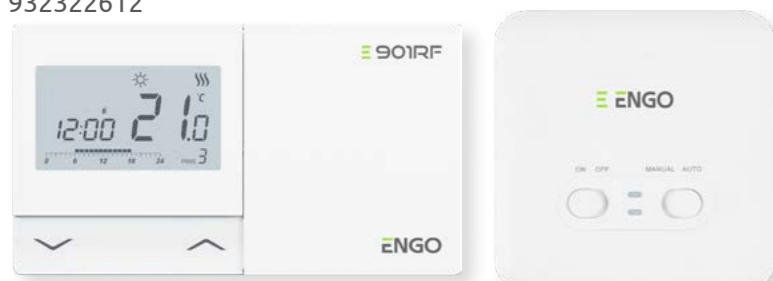 932322612
Ξ 901RF
21.0 °C
12:00
0 6 12 18 24 PROG 3
ENGO
Ξ ENGO
ON OFF MANUAL AUTO